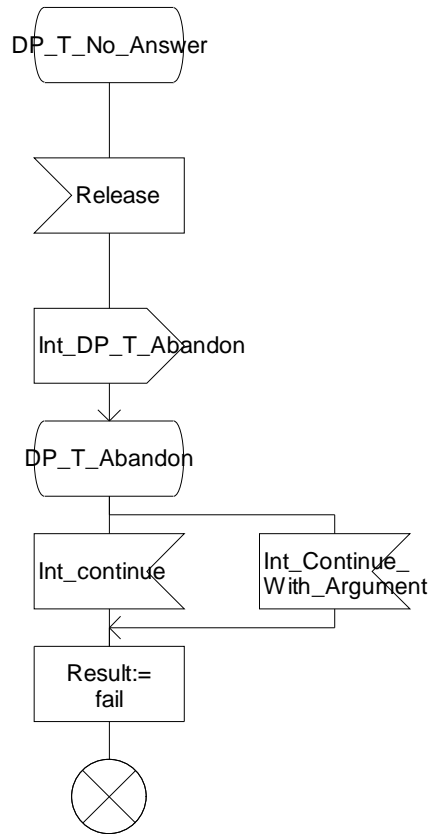 DP_T_No_Answer
Release
Int_DP_T_Abandon
DP_T_Abandon
Int_continue
Int_Continue_
With_Argument
Result:=
fail